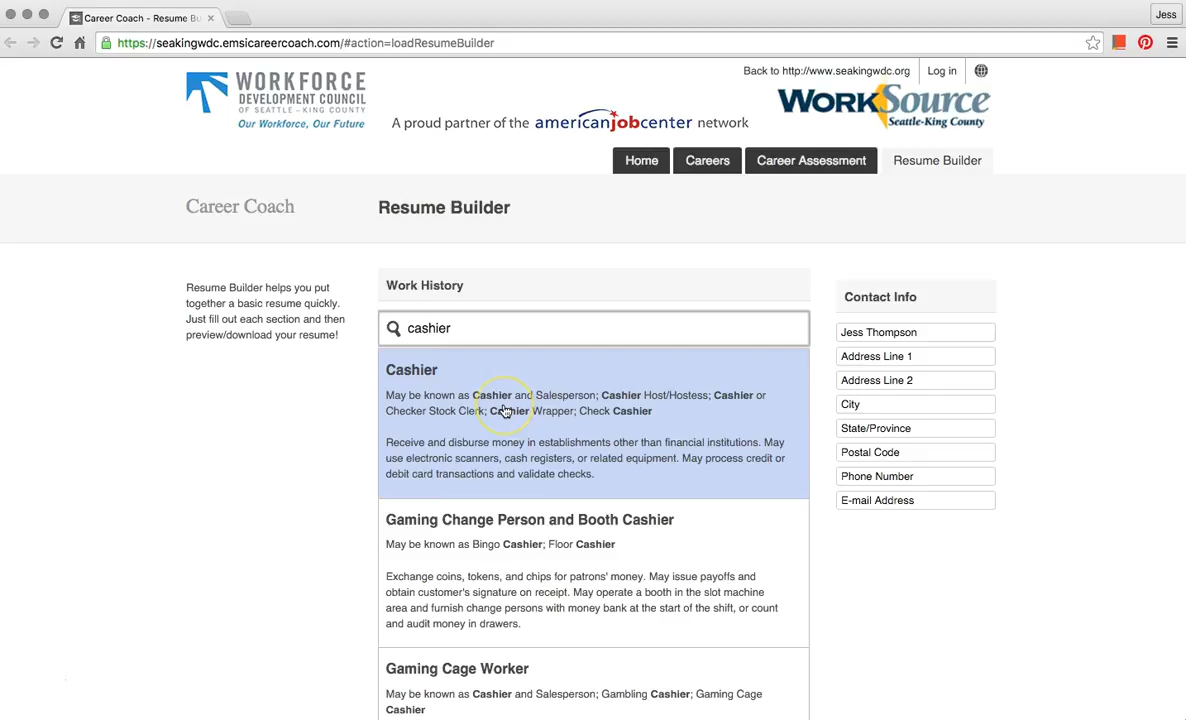 Career Coach - Resume Bu
Jess
https://seakingwdc.emsicareercoach.com/#action=loadResumeBuilder
Back to http://www.seakingwdc.org
Log in
WORKFORCE
DEVELOPMENT COUNCIL
OF SEATTLE - KING COUNTY
Our Workforce, Our Future
A proud partner of the americanjobcenter network
WorkSource
Seattle-King County
Home
Careers
Career Assessment
Resume Builder
Career Coach
Resume Builder
Resume Builder helps you put
together a basic resume quickly.
Just fill out each section and then
preview/download your resume!
Work History
cashier
Cashier
May be known as Cashier and Salesperson; Cashier Host/Hostess; Cashier or
Checker Stock Clerk; Cashier Wrapper; Check Cashier
Receive and disburse money in establishments other than financial institutions. May
use electronic scanners, cash registers, or related equipment. May process credit or
debit card transactions and validate checks.
Gaming Change Person and Booth Cashier
May be known as Bingo Cashier; Floor Cashier
Exchange coins, tokens, and chips for patrons' money. May issue payoffs and
obtain customer's signature on receipt. May operate a booth in the slot machine
area and furnish change persons with money bank at the start of the shift, or count
and audit money in drawers.
Gaming Cage Worker
May be known as Cashier and Salesperson; Gambling Cashier; Gaming Cage
Cashier
Contact Info
Jess Thompson
Address Line 1
Address Line 2
City
State/Province
Postal Code
Phone Number
E-mail Address